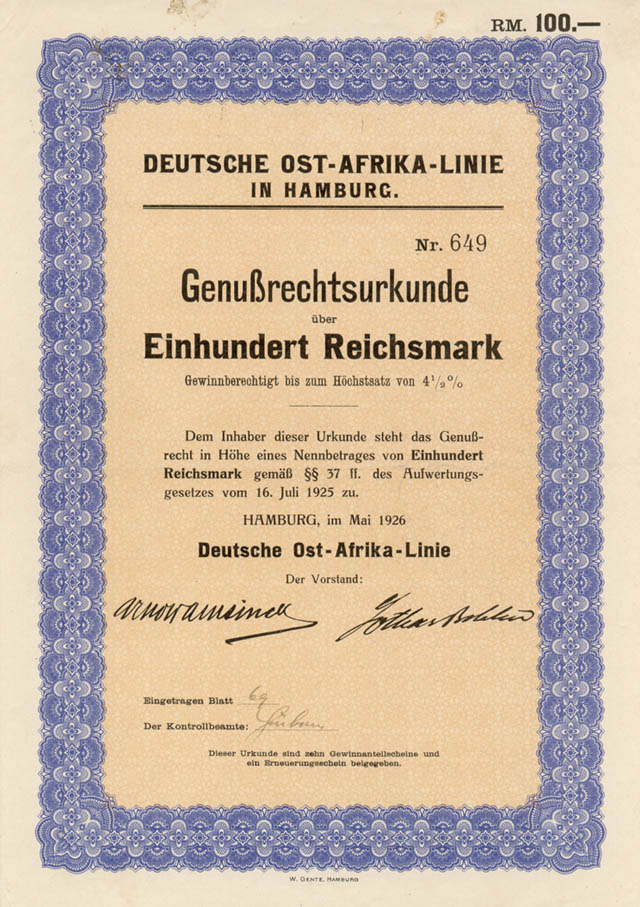 RM. 100.—
DEUTSCHE OST-AFRIKA-LINIE
IN HAMBURG.
Nr. 649
Genußrechtsurkunde
über
Einhundert Reichsmark
Gewinnberechtigt bis zum Höchstsatz von 4 1/2 %
Dem Inhaber dieser Urkunde steht das Genuß-
recht in Höhe eines Nennbetrages von Einhundert
Reichsmark gemäß §§ 37 ff. des Aufwertungs-
gesetzes vom 16. Juli 1925 zu.
HAMBURG, im Mai 1926
Deutsche Ost-Afrika-Linie
Der Vorstand:
Eingetragen Blatt 69
Der Kontrollbeamte:
Dieser Urkunde sind zehn Gewinnanteilscheine und
ein Erneuerungsschein beigegeben.
W. GENTE, HAMBURG